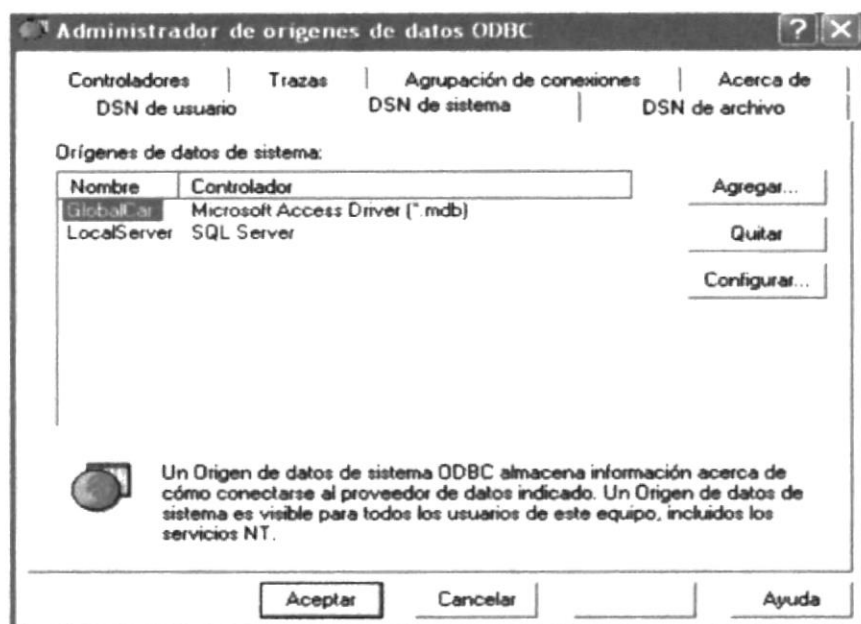 Administrador de orígenes de datos ODBC
Controladores Trazas Agrupación de conexiones Acerca de
DSN de usuario DSN de sistema DSN de archivo
Orígenes de datos de sistema:
Nombre Controlador Agregar...
GlobalCar Microsoft Access Driver (*.mdb)
LocalServer SQL Server Quitar
Configurar...
Un Origen de datos de sistema ODBC almacena información acerca de
cómo conectarse al proveedor de datos indicado. Un Origen de datos de
sistema es visible para todos los usuarios de este equipo, incluidos los
servicios NT.
Aceptar Cancelar Ayuda